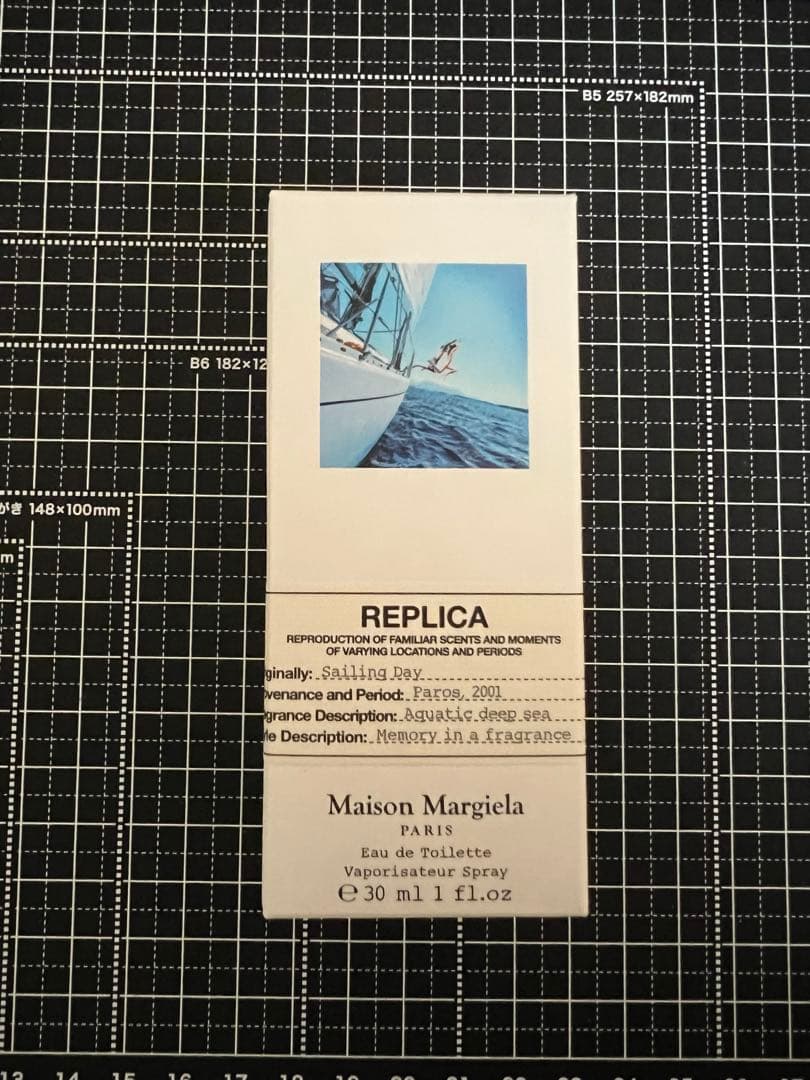 B5 257×182mm
B6 182×12
がき 148×100mm
m
REPLICA
REPRODUCTION OF FAMILIAR SCENTS AND MOMENTS
OF VARYING LOCATIONS AND PERIODS
ginally: Sailing Day
venance and Period: Paros, 2001
grance Description: Aquatic deep sea
le Description: Memory in a fragrance
Maison Margiela
PARIS
Eau de Toilette
Vaporisateur Spray
℮ 30 ml 1 fl.oz
13 14 15 16 17 18